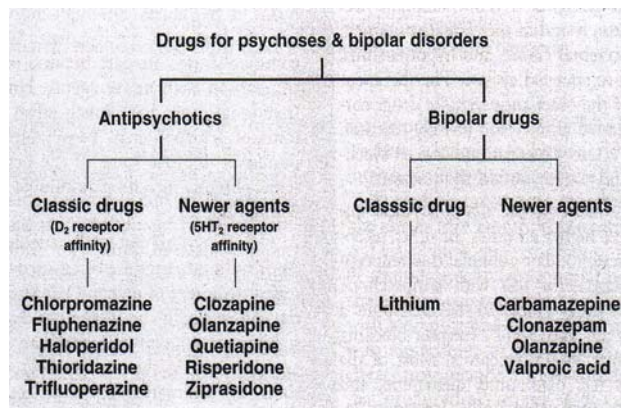 Drugs for psychoses & bipolar disorders
Antipsychotics
Bipolar drugs
Classic drugs
(D₂ receptor
affinity)
Newer agents
(5HT₂ receptor
affinity)
Classsic drug
Newer agents
Chlorpromazine
Fluphenazine
Haloperidol
Thioridazine
Trifluoperazine
Clozapine
Olanzapine
Quetiapine
Risperidone
Ziprasidone
Lithium
Carbamazepine
Clonazepam
Olanzapine
Valproic acid